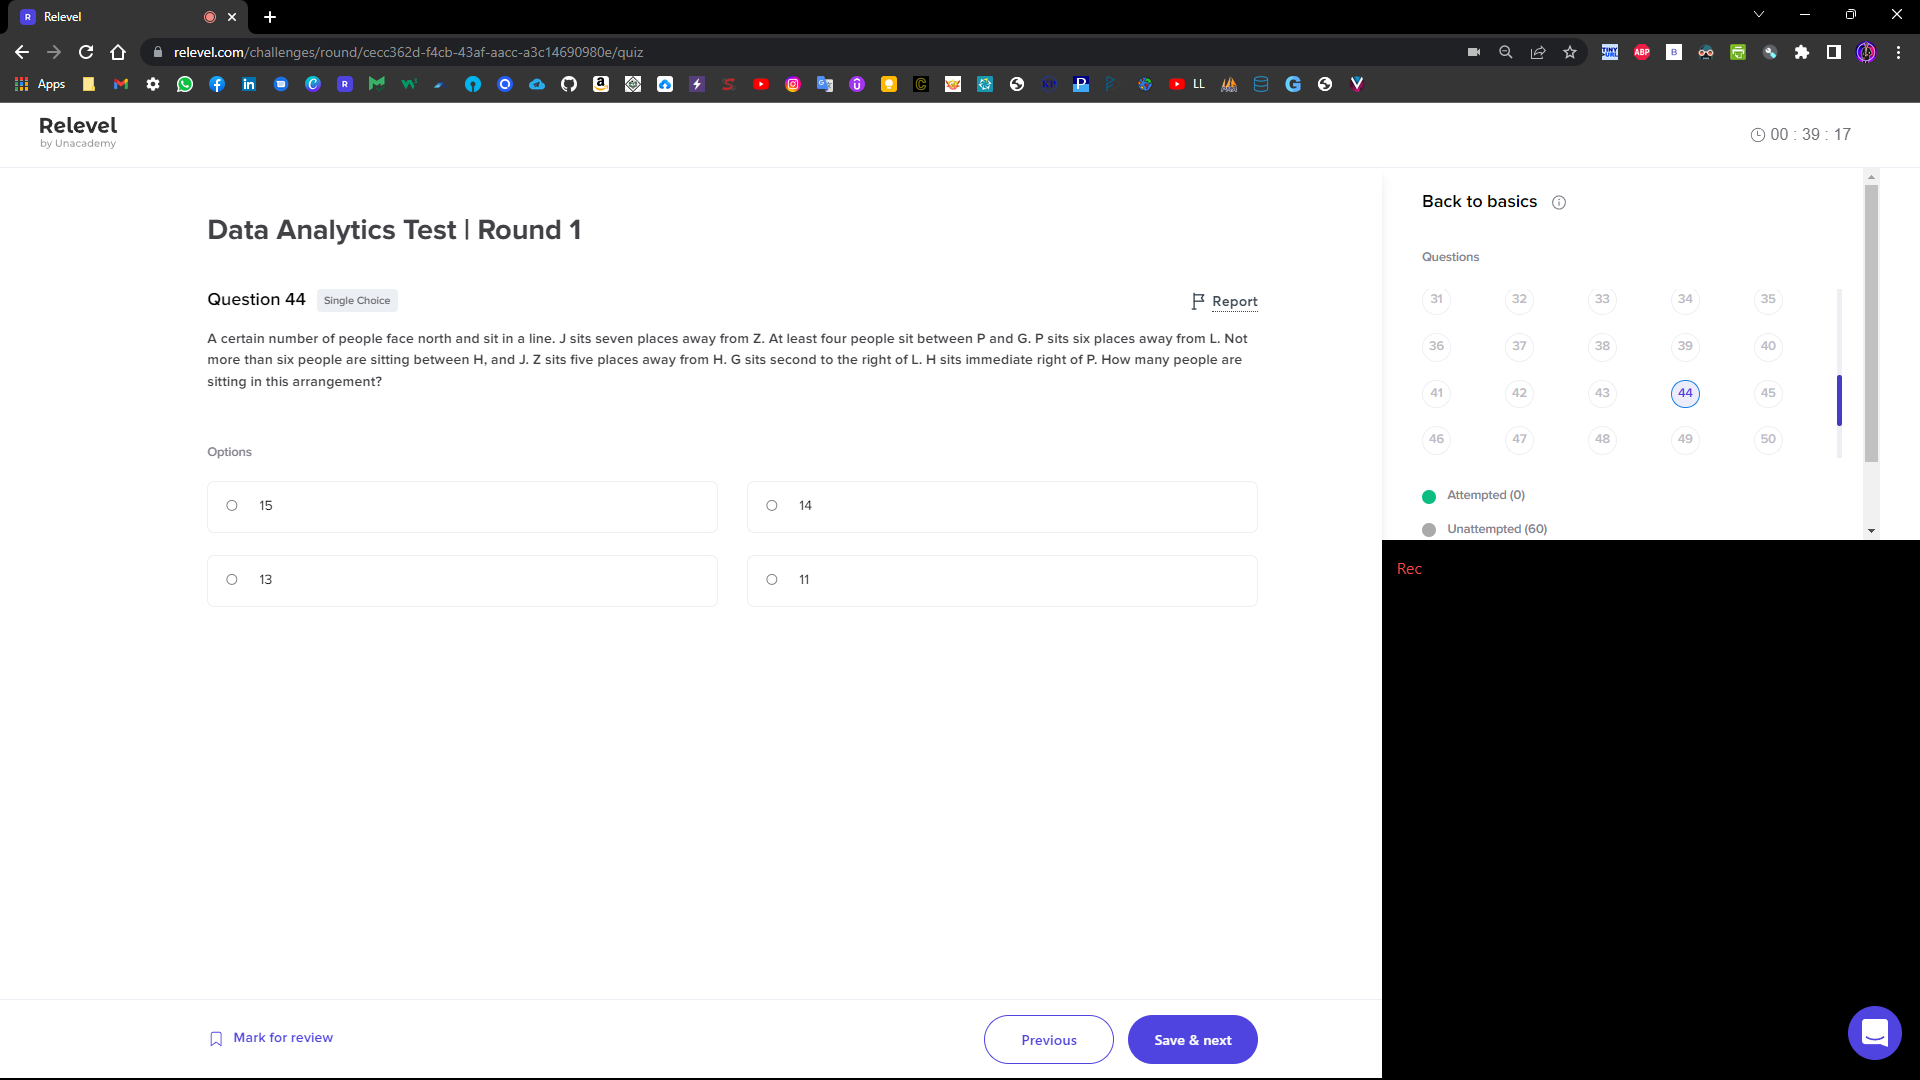 Relevel
relevel.com/challenges/round/cecc362d-f4cb-43af-aacc-a3c14690980e/quiz
Apps
LL
Relevel
by Unacademy
00 : 39 : 17
Data Analytics Test | Round 1
Question 44
Single Choice
Report
A certain number of people face north and sit in a line. J sits seven places away from Z. At least four people sit between P and G. P sits six places away from L. Not
more than six people are sitting between H, and J. Z sits five places away from H. G sits second to the right of L. H sits immediate right of P. How many people are
sitting in this arrangement?
Options
15
14
13
11
Back to basics
Questions
31 32 33 34 35
36 37 38 39 40
41 42 43 44 45
46 47 48 49 50
Attempted (0)
Unattempted (60)
Rec
Mark for review
Previous
Save & next